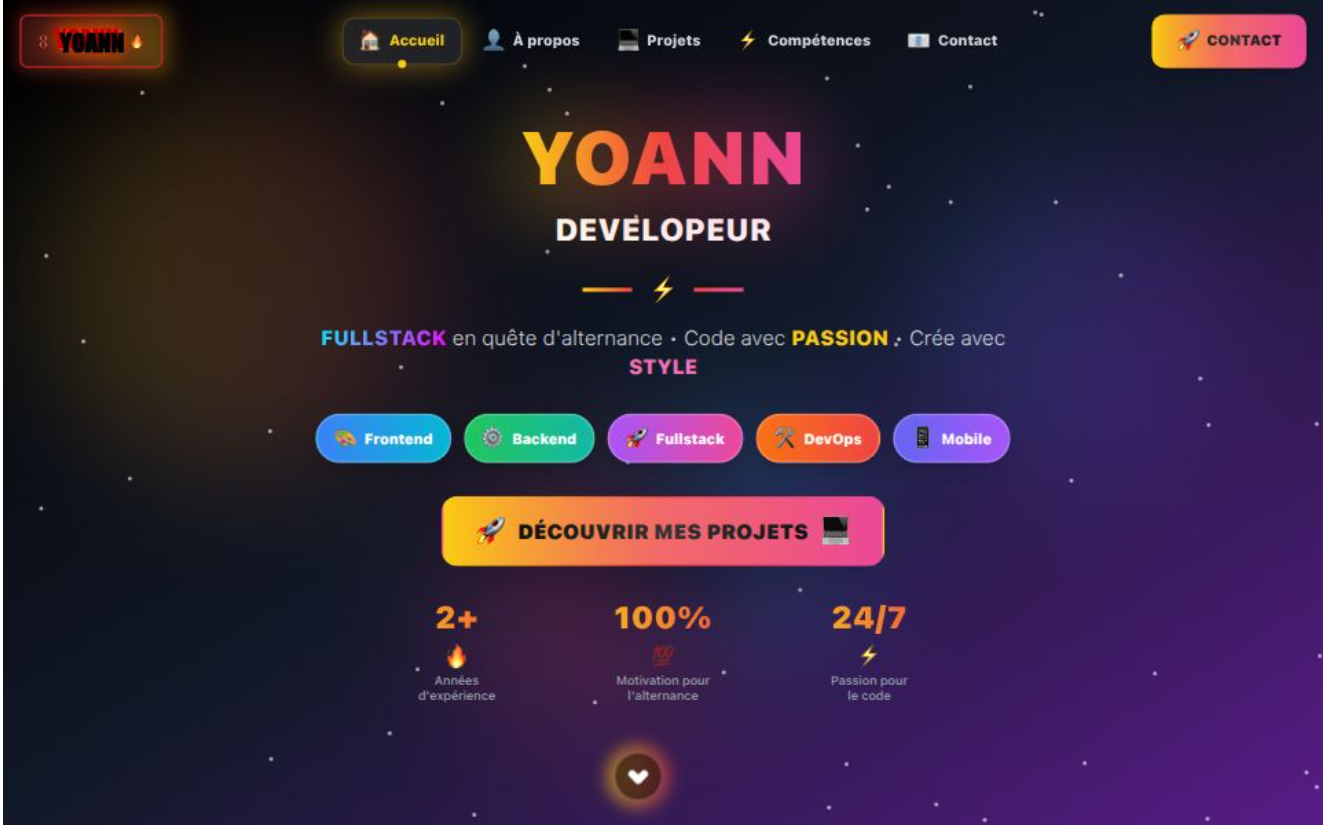 YOANN
Accueil
À propos
Projets
Compétences
Contact
CONTACT
YOANN
DEVELOPEUR
FULLSTACK en quête d'alternance • Code avec PASSION • Crée avec
STYLE
Frontend
Backend
Fullstack
DevOps
Mobile
DÉCOUVRIR MES PROJETS
2+
100%
24/7
100
Années
d'expérience
Motivation pour
l'alternance
Passion pour
le code